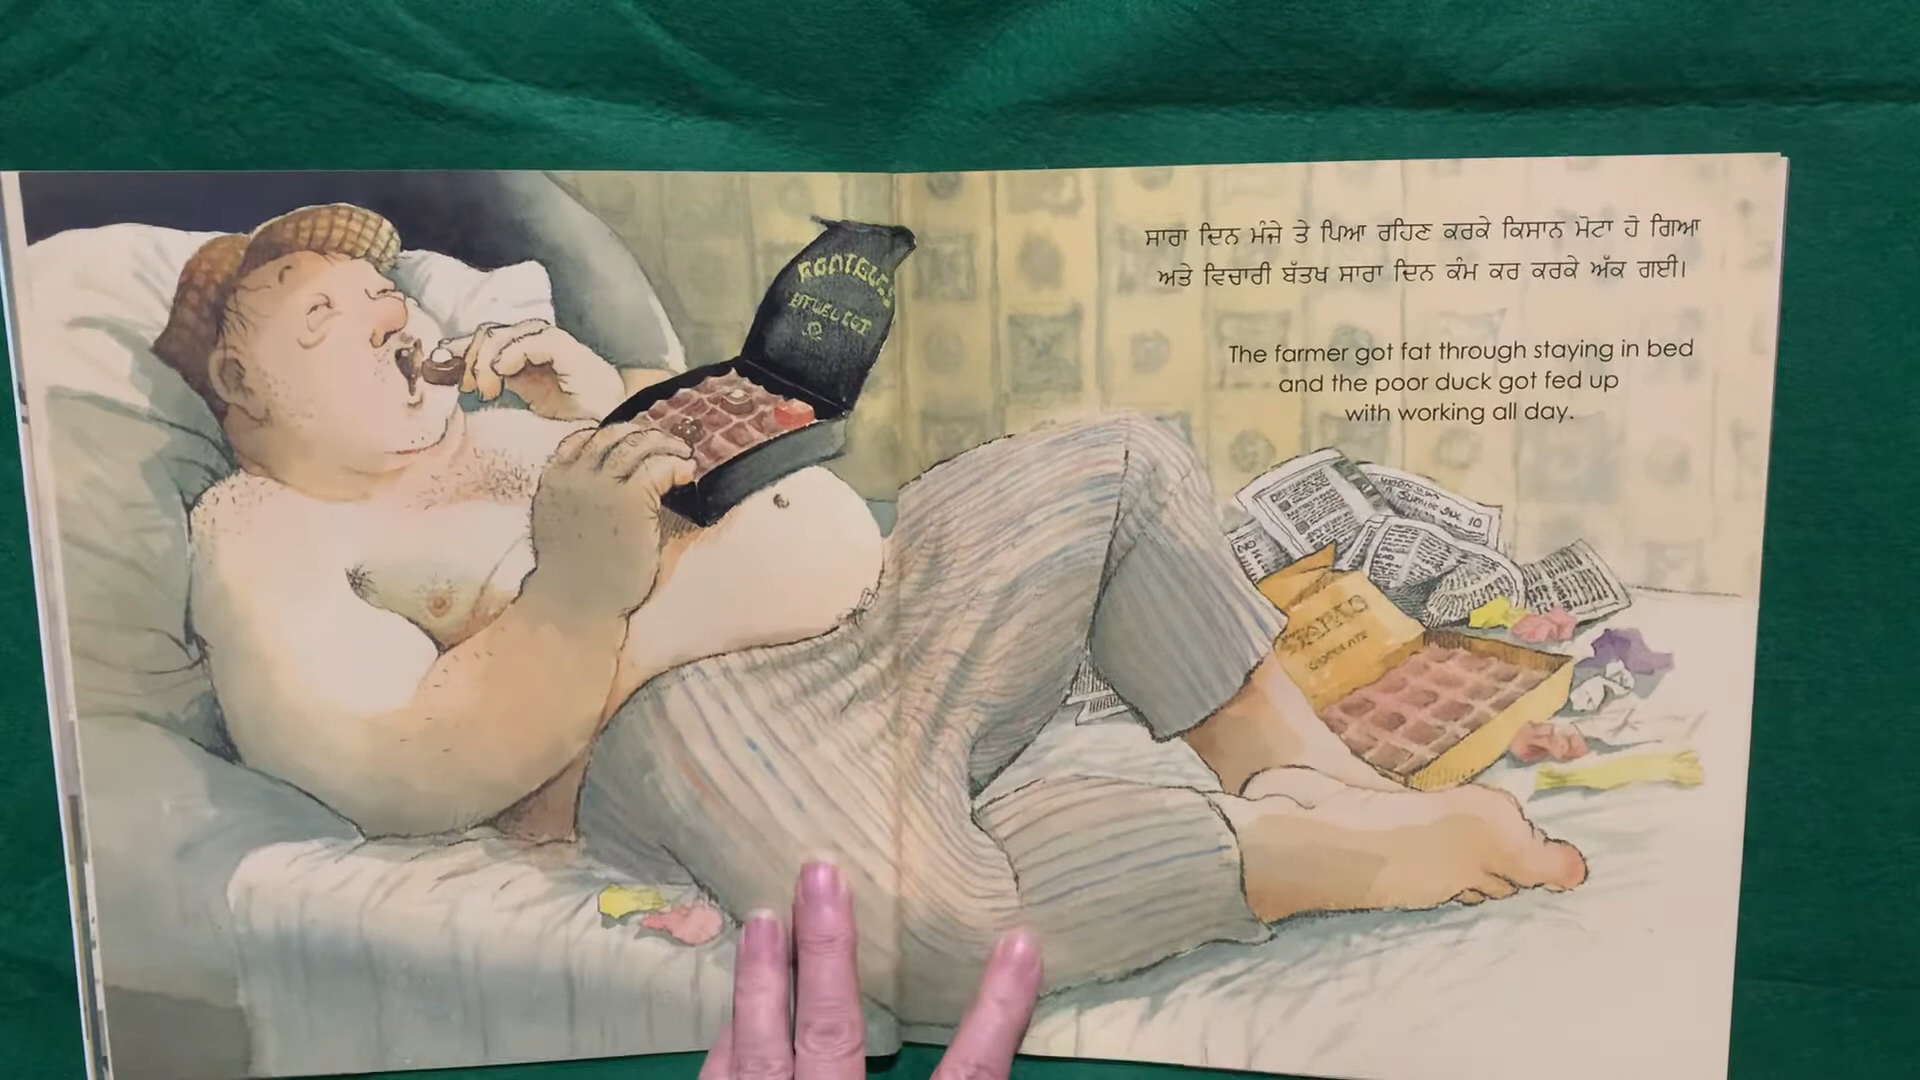 ਸਾਰਾ ਦਿਨ ਮੰਜੇ ਤੇ ਪਿਆ ਰਹਿਣ ਕਰਕੇ ਕਿਸਾਨ ਮੋਟਾ ਹੋ ਗਿਆ
ਅਤੇ ਵਿਚਾਰੀ ਬੱਤਖ ਸਾਰਾ ਦਿਨ ਕੰਮ ਕਰ ਕਰਕੇ ਅੱਕ ਗਈ।
The farmer got fat through staying in bed
and the poor duck got fed up
with working all day.